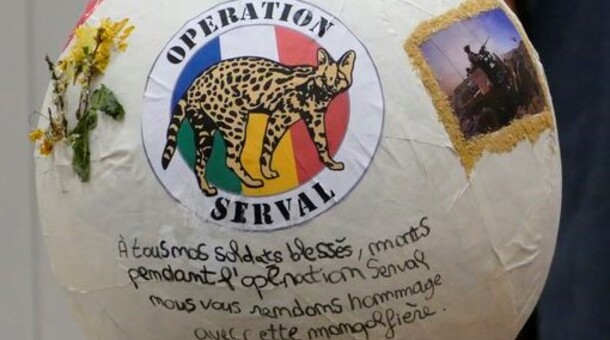 OPERATION
SERVAL
À tous nos soldats blessés, morts
pendant l'opération Serval
nous vous rendons hommage
avec cette mongolfière.